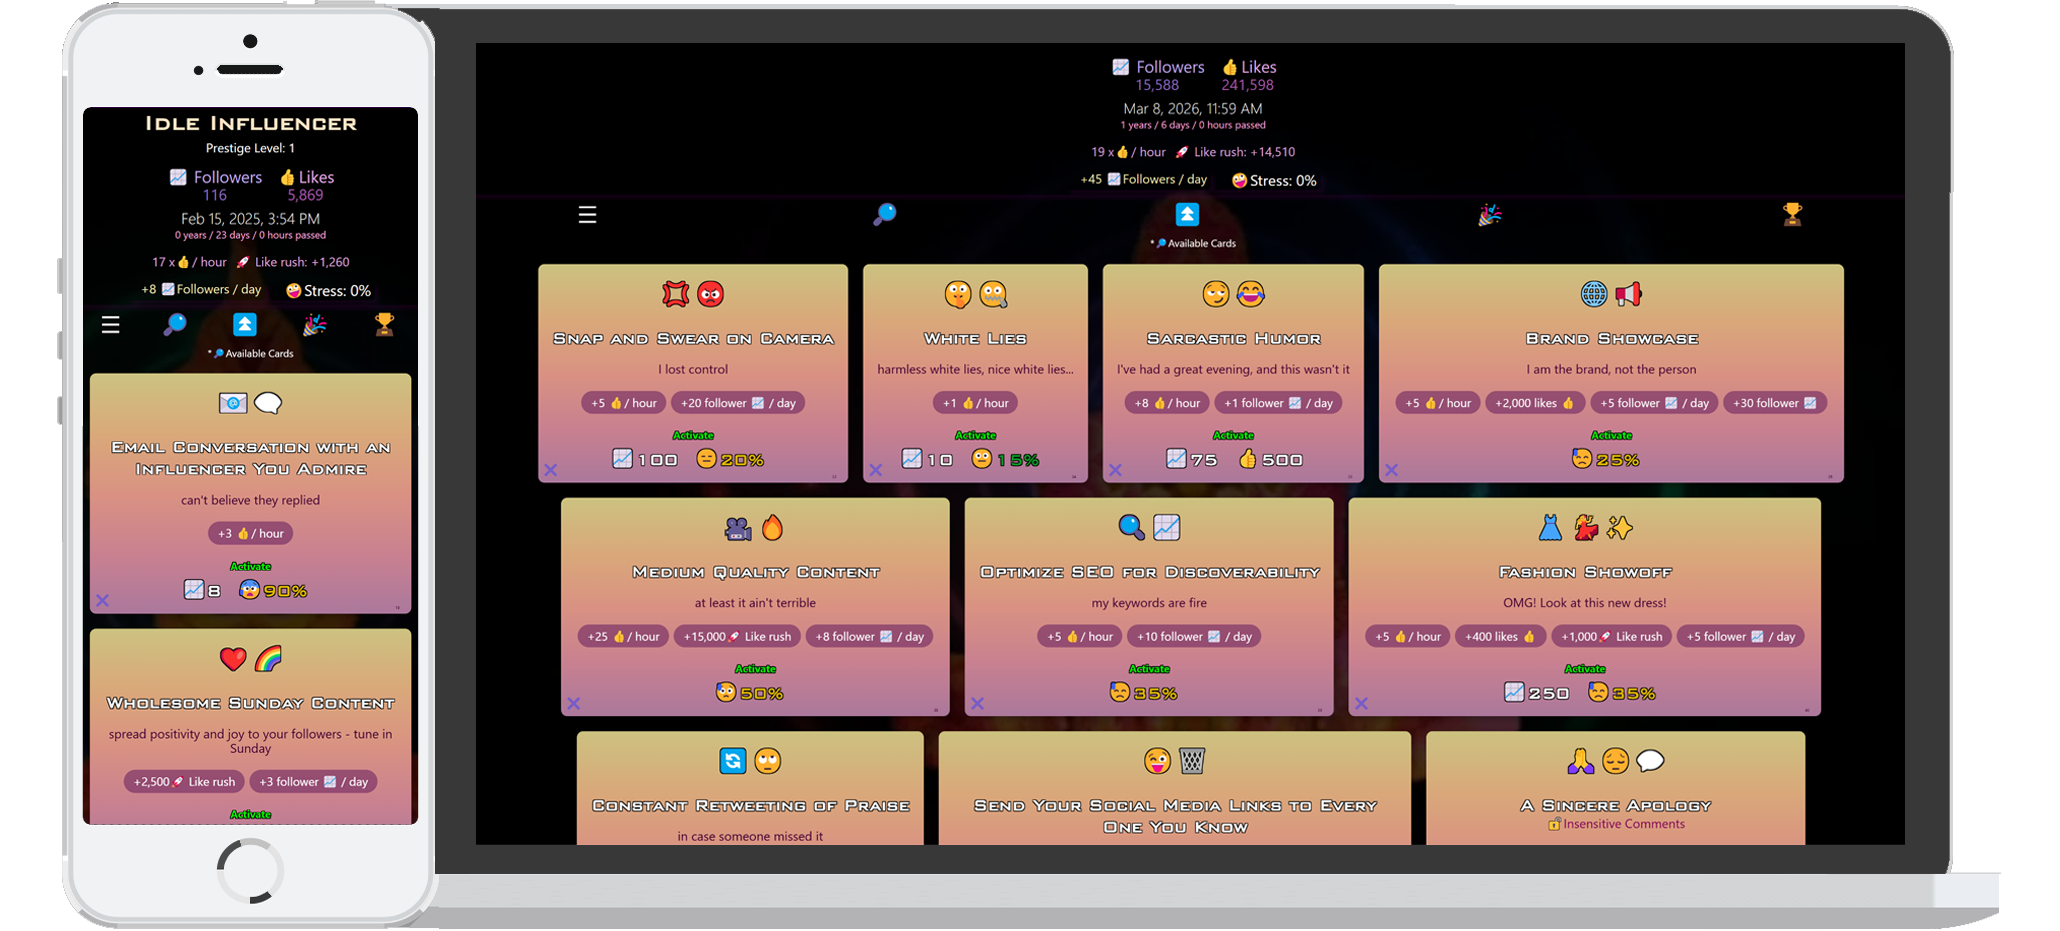 Idle Influencer
Prestige Level: 1
Followers Likes
116 5,869
Feb 15, 2025, 3:54 PM
0 years / 23 days / 0 hours passed
17 x / hour Like rush: +1,260
+8 Followers / day Stress: 0%
* Available Cards
Email Conversation with an
Influencer You Admire
can't believe they replied
+3 / hour
Activate
8 90%
Wholesome Sunday Content
spread positivity and joy to your followers - tune in
Sunday
+2,500 Like rush +3 follower / day
Activate
Followers Likes
15,588 241,598
Mar 8, 2026, 11:59 AM
1 years / 6 days / 0 hours passed
19 x / hour Like rush: +14,510
+45 Followers / day Stress: 0%
* Available Cards
Snap and Swear on Camera
I lost control
+5 / hour +20 follower / day
Activate
100 20%
White Lies
harmless white lies, nice white lies...
+1 / hour
Activate
10 15%
Sarcastic Humor
I've had a great evening, and this wasn't it
+8 / hour +1 follower / day
Activate
75 500
Brand Showcase
I am the brand, not the person
+5 / hour +2,000 likes +5 follower / day +30 follower
Activate
25%
Medium Quality Content
at least it ain't terrible
+25 / hour +15,000 Like rush +8 follower / day
Activate
50%
Optimize SEO for Discoverability
my keywords are fire
+5 / hour +10 follower / day
Activate
35%
Fashion Showoff
OMG! Look at this new dress!
+5 / hour +400 likes +1,000 Like rush +5 follower / day
Activate
250 35%
Constant Retweeting of Praise
in case someone missed it
Send Your Social Media Links to Every
One You Know
A Sincere Apology
Insensitive Comments